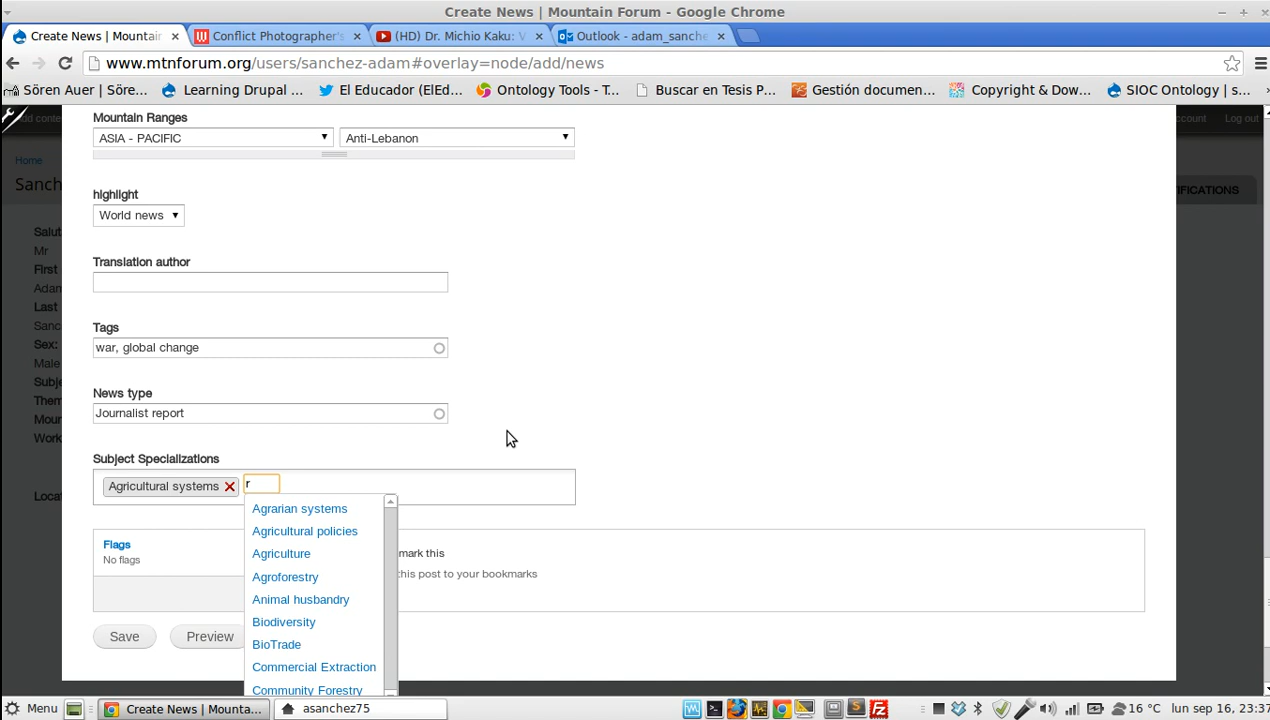 Create News | Mountain Forum - Google Chrome
Create News | Mountain
Conflict Photographer's
(HD) Dr. Michio Kaku:
Outlook - adam_sanche
www.mtnforum.org/users/sanchez-adam#overlay=node/add/news
Sören Auer | Söre...
Learning Drupal ...
El Educador (ElEd...
Ontology Tools - T...
Buscar en Tesis P...
Gestión documen...
Copyright & Dow...
SIOC Ontology | s...
Log out
Home
Mountain Ranges
ASIA - PACIFIC
Anti-Lebanon
highlight
World news
Mr
Translation author
Tags
war, global change
Sex:
Male
News type
Journalist report
Subject Specializations
Agricultural systems
r
Agrarian systems
Agricultural policies
Agriculture
Agroforestry
Animal husbandry
Biodiversity
BioTrade
Commercial Extraction
Community Forestry
Flags
No flags
mark this
this post to your bookmarks
Save
Preview
Menu
Create News | Mounta...
asanchez75
16 °C
lun sep 16, 23:37